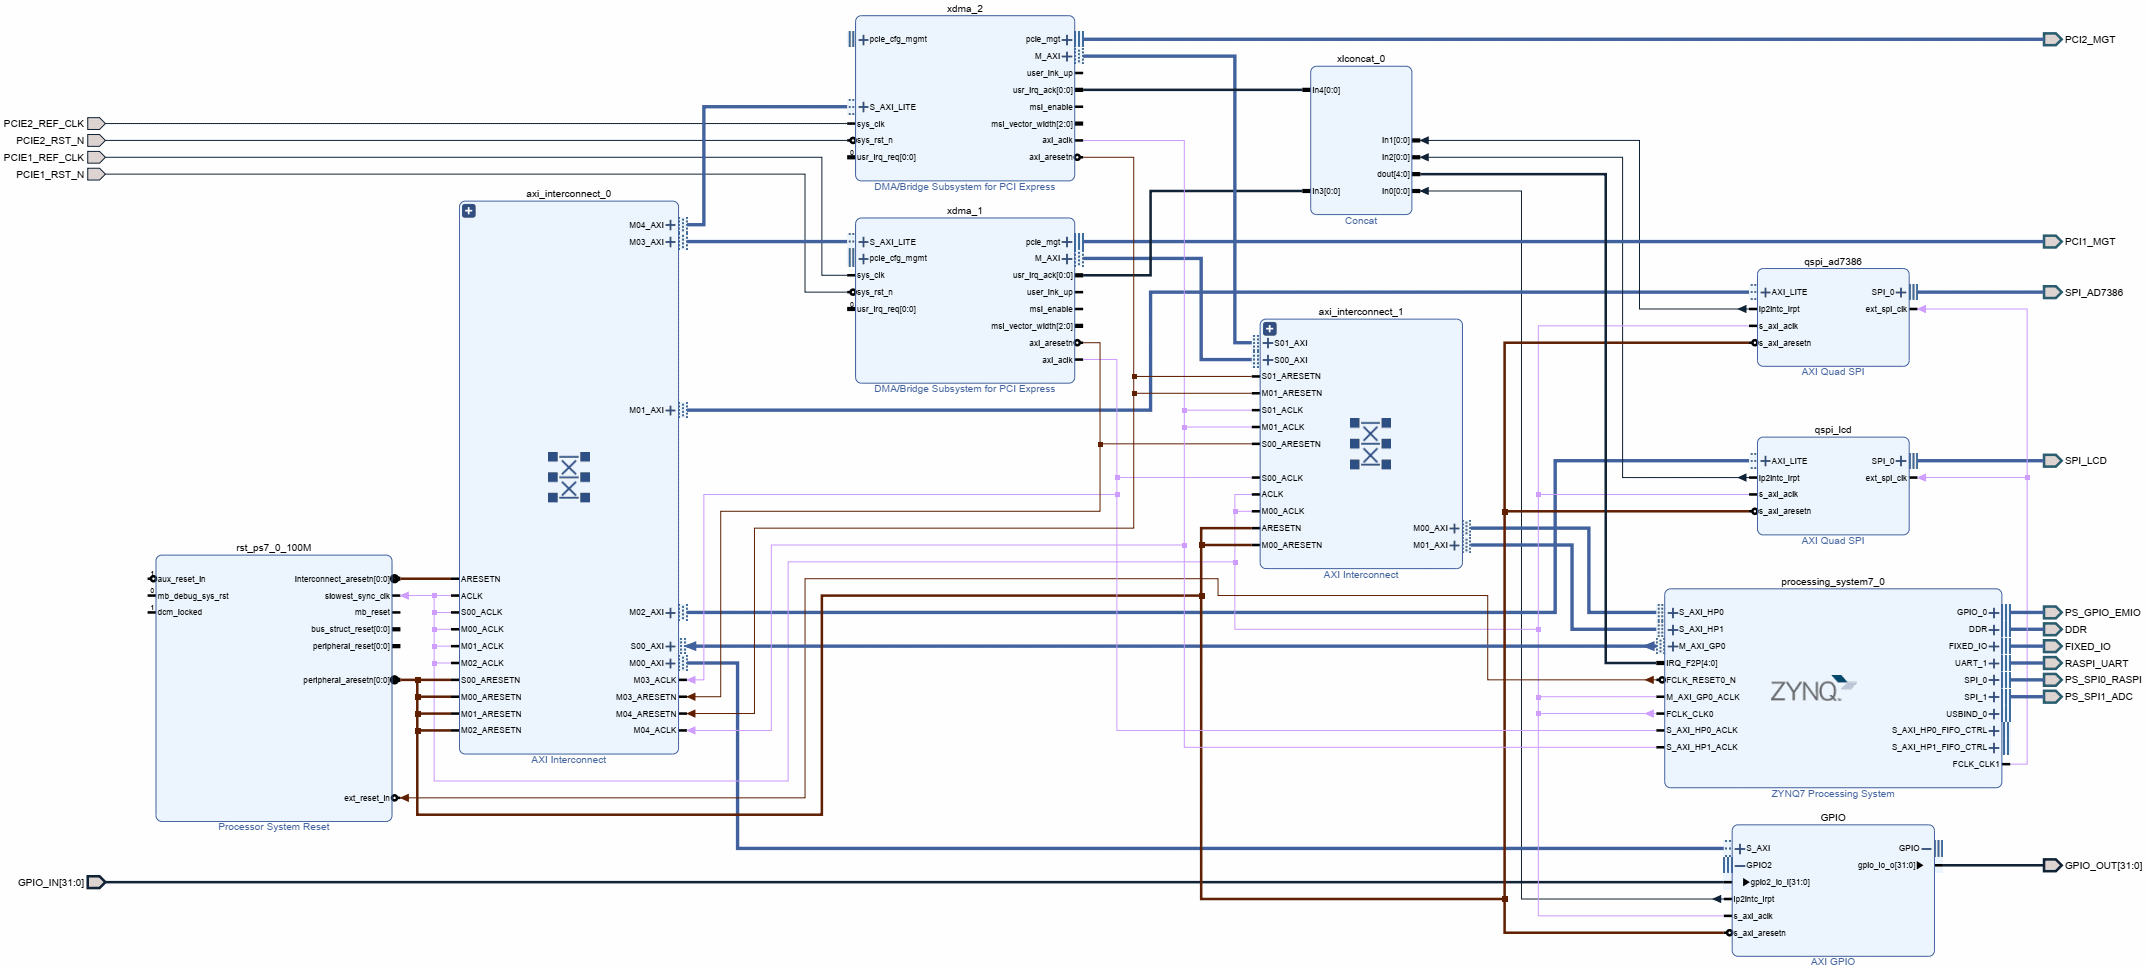 xdma_2
pcie_cfg_mgmt
pcie_mgt
M_AXI
user_lnk_up
usr_irq_ack[0:0]
S_AXI_LITE
msi_enable
sys_clk
msi_vector_width[2:0]
sys_rst_n
axi_aclk
usr_irq_req[0:0]
axi_aresetn
DMA/Bridge Subsystem for PCI Express
PCI2_MGT
xlconcat_0
In4[0:0]
In1[0:0]
In2[0:0]
dout[4:0]
In3[0:0]
In0[0:0]
Concat
PCIE2_REF_CLK
PCIE2_RST_N
PCIE1_REF_CLK
PCIE1_RST_N
axi_interconnect_0
M04_AXI
M03_AXI
M01_AXI
ARESETN
ACLK
S00_ACLK
M00_ACLK
M01_ACLK
M02_ACLK
S00_ARESETN
M00_ARESETN
M01_ARESETN
M02_ARESETN
M02_AXI
S00_AXI
M00_AXI
M03_ACLK
M03_ARESETN
M04_ARESETN
M04_ACLK
AXI Interconnect
xdma_1
S_AXI_LITE
pcie_cfg_mgmt
sys_clk
sys_rst_n
usr_irq_req[0:0]
pcie_mgt
M_AXI
usr_irq_ack[0:0]
user_lnk_up
msi_enable
msi_vector_width[2:0]
axi_aresetn
axi_aclk
DMA/Bridge Subsystem for PCI Express
PCI1_MGT
qspi_ad7386
AXI_LITE
ip2intc_irpt
s_axi_aclk
s_axi_aresetn
SPI_0
ext_spi_clk
AXI Quad SPI
SPI_AD7386
axi_interconnect_1
S01_AXI
S00_AXI
S01_ARESETN
M01_ARESETN
S01_ACLK
M01_ACLK
S00_ARESETN
S00_ACLK
ACLK
M00_ACLK
ARESETN
M00_ARESETN
M00_AXI
M01_AXI
AXI Interconnect
qspi_lcd
AXI_LITE
ip2intc_irpt
s_axi_aclk
s_axi_aresetn
SPI_0
ext_spi_clk
AXI Quad SPI
SPI_LCD
rst_ps7_0_100M
1
aux_reset_in
0
mb_debug_sys_rst
1
dcm_locked
interconnect_aresetn[0:0]
slowest_sync_clk
mb_reset
bus_struct_reset[0:0]
peripheral_reset[0:0]
peripheral_aresetn[0:0]
ext_reset_in
Processor System Reset
processing_system7_0
S_AXI_HP0
S_AXI_HP1
M_AXI_GP0
IRQ_F2P[4:0]
FCLK_RESET0_N
M_AXI_GP0_ACLK
FCLK_CLK0
S_AXI_HP0_ACLK
S_AXI_HP1_ACLK
ZYNQ
GPIO_0
DDR
FIXED_IO
UART_1
SPI_0
SPI_1
USBIND_0
S_AXI_HP0_FIFO_CTRL
S_AXI_HP1_FIFO_CTRL
FCLK_CLK1
ZYNQ7 Processing System
PS_GPIO_EMIO
DDR
FIXED_IO
RASPI_UART
PS_SPI0_RASPI
PS_SPI1_ADC
GPIO
S_AXI
GPIO2
gpio2_io_i[31:0]
ip2intc_irpt
s_axi_aclk
s_axi_aresetn
GPIO
gpio_io_o[31:0]
AXI GPIO
GPIO_IN[31:0]
GPIO_OUT[31:0]